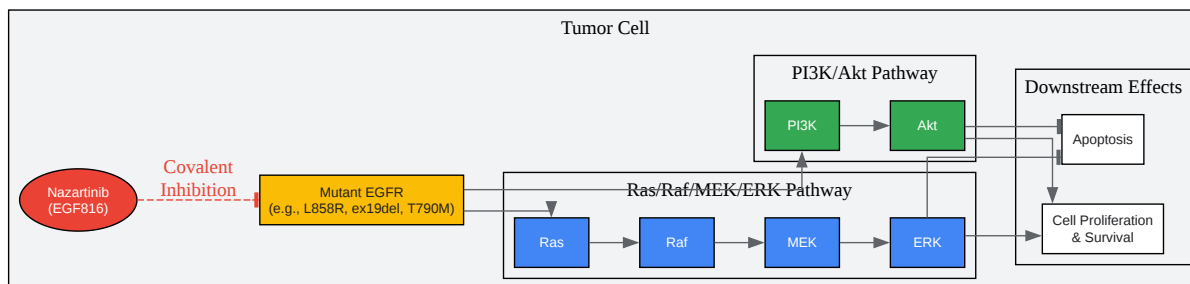 Tumor Cell
PI3K/Akt Pathway
Downstream Effects
PI3K
Akt
Apoptosis
Covalent
Inhibition
Nazartinib
(EGF816)
Mutant EGFR
(e.g., L858R, ex19del, T790M)
Ras/Raf/MEK/ERK Pathway
Ras
Raf
MEK
ERK
Cell Proliferation
& Survival